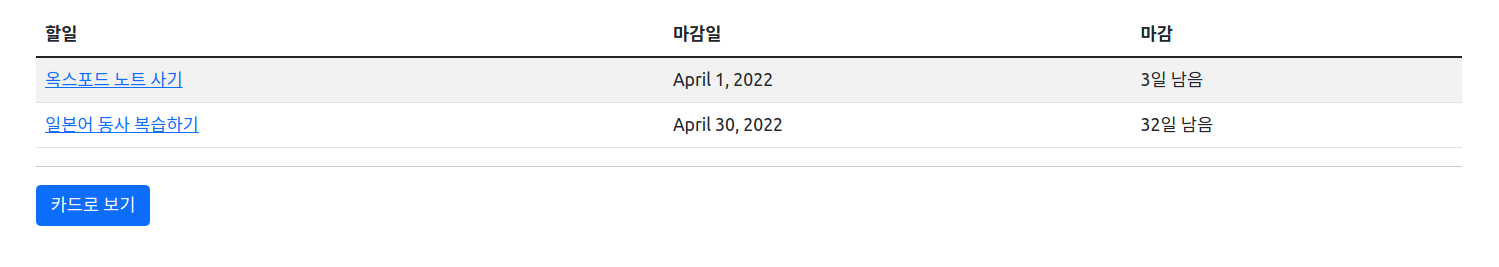 할일 마감일 마감
옥스포드 노트 사기 April 1, 2022 3일 남음
일본어 동사 복습하기 April 30, 2022 32일 남음
카드로 보기